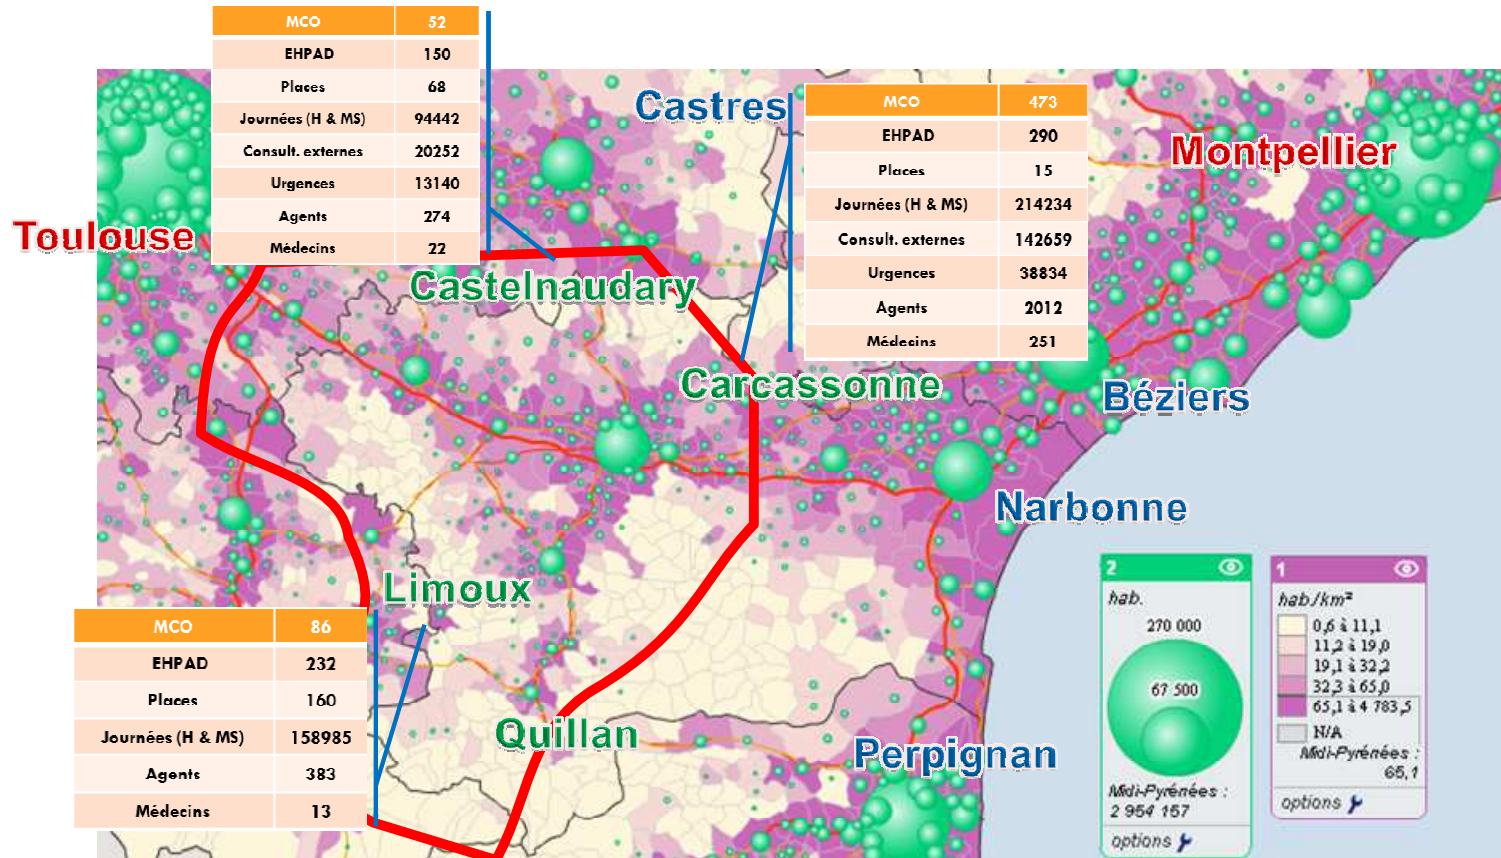 MCO 52
EHPAD 150
Places 68
Journées (H & MS) 94442
Consult. externes 20252
Urgences 13140
Agents 274
Médecins 22
Castres
MCO 473
EHPAD 290
Places 15
Journées (H & MS) 214234
Consult. externes 142659
Urgences 38834
Agents 2012
Médecins 251
Montpellier
Toulouse
Castelnaudary
Carcassonne
Béziers
Narbonne
Limoux
MCO 86
EHPAD 232
Places 160
Journées (H & MS) 158985
Agents 383
Médecins 13
Quillan
Perpignan
2
hab.
270 000
67 500
Midi-Pyrénées :
2 954 157
options
1
hab./km²
0,6 à 11,1
11,2 à 19,0
19,1 à 32,2
32,3 à 65,0
65,1 à 4 783,5
N/A
Midi-Pyrénées :
65,1
options